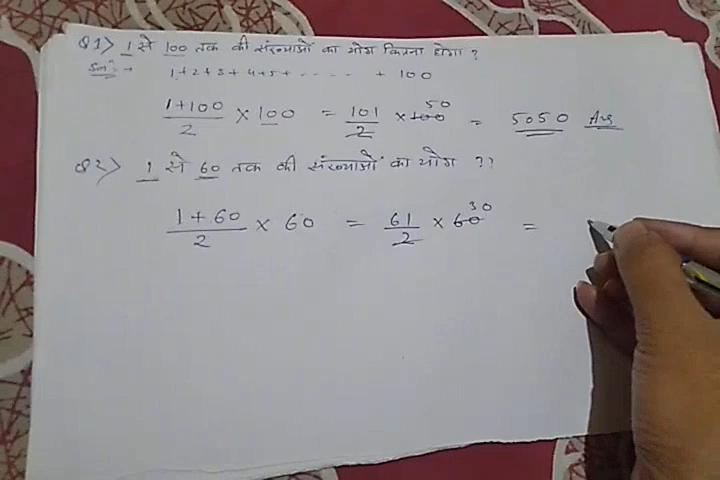 Q1> 1 से 100 तक की संख्याओं का योग कितना होगा ?
Solⁿ:→ 1+2+3+4+5+ ----- + 100
1+100/2 × 100 = 101/2 × 100 50 = 5050 Ans
Q2> 1 से 60 तक की संख्याओं का योग ??
1+60/2 × 60 = 61/2 × 60 30 =